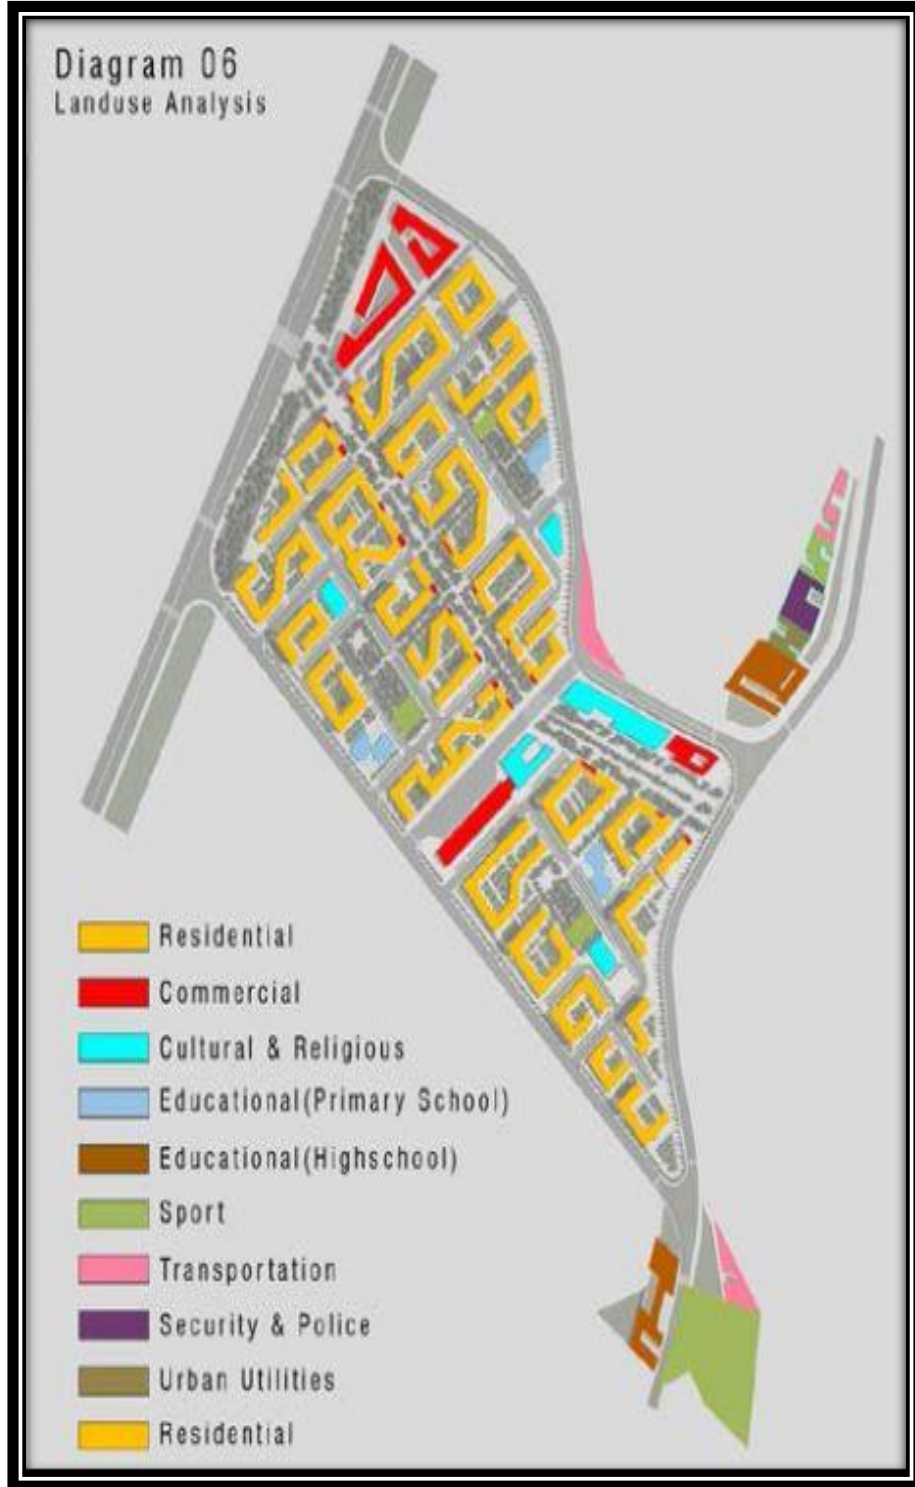 Diagram 06
Landuse Analysis
Residential
Commercial
Cultural & Religious
Educational(Primary School)
Educational(Highschool)
Sport
Transportation
Security & Police
Urban Utilities
Residential